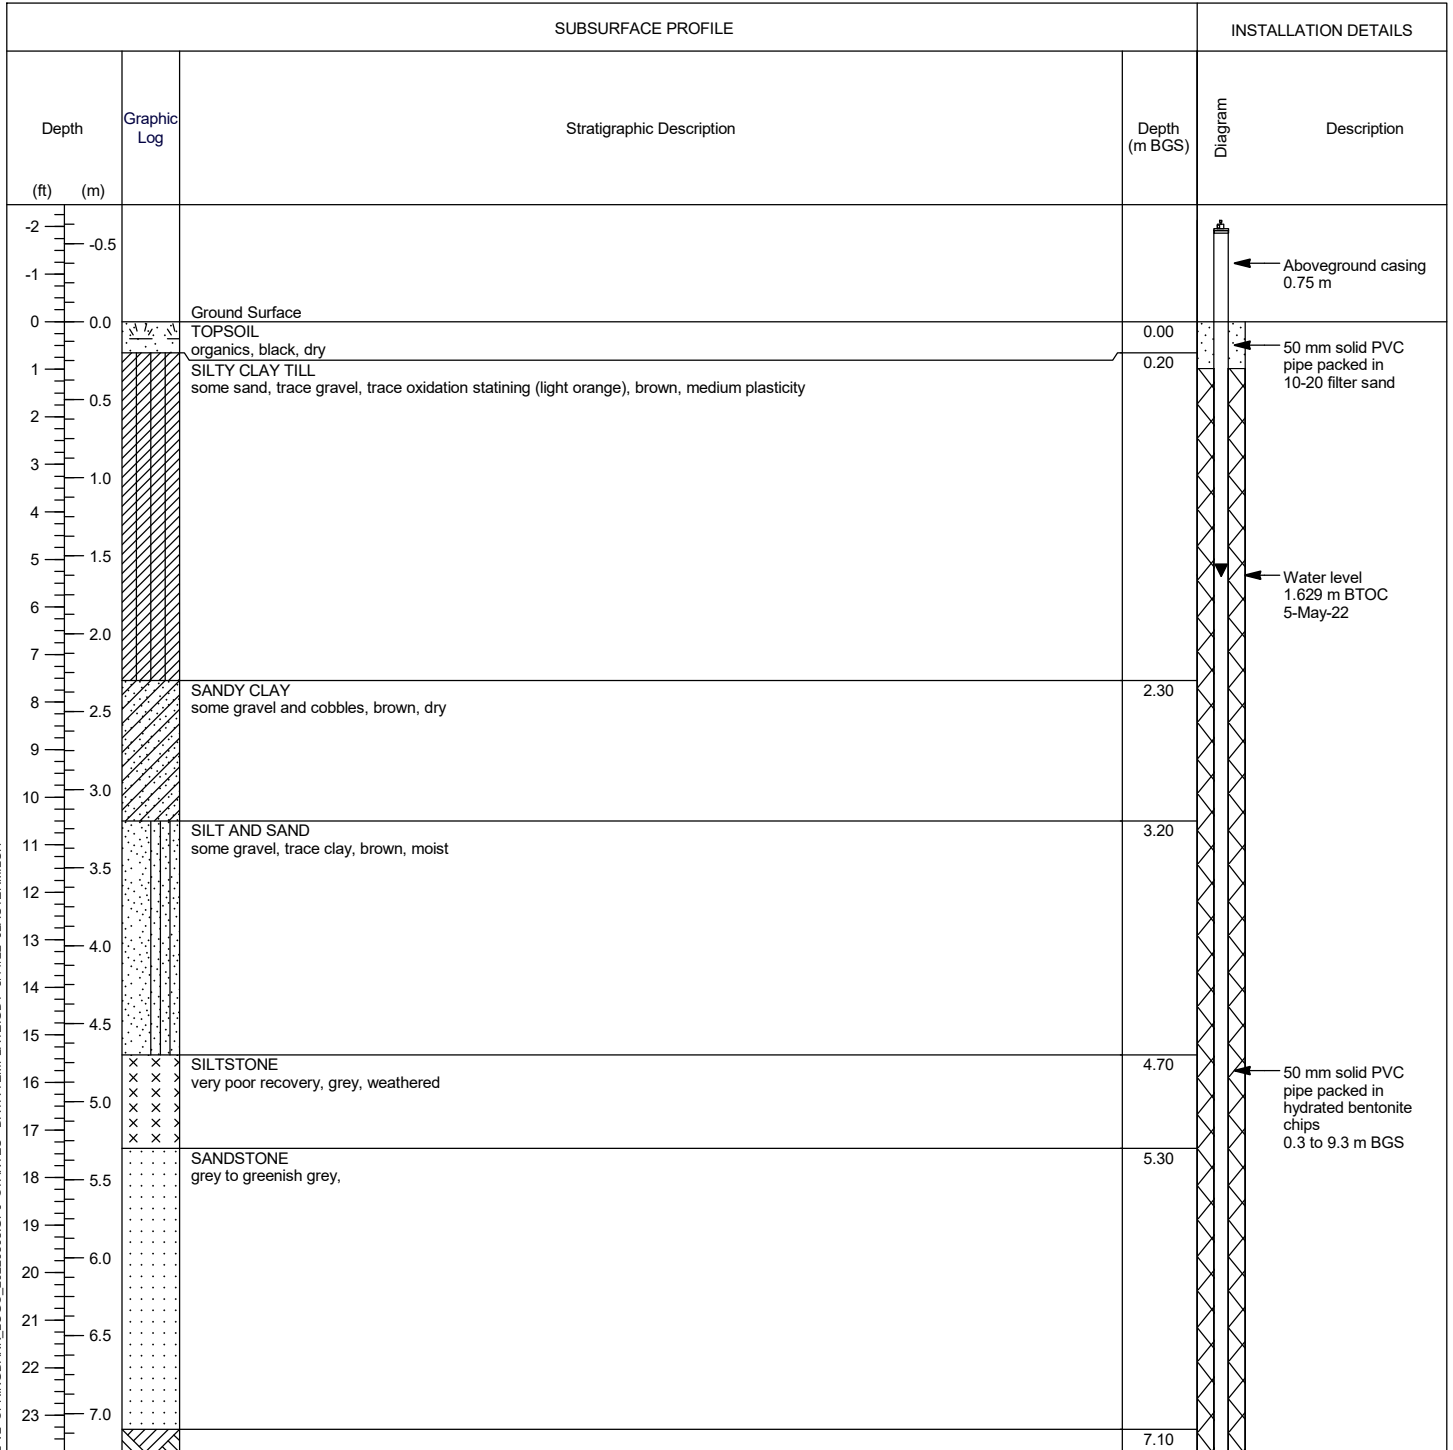 SUBSURFACE PROFILE
INSTALLATION DETAILS
Depth
Graphic
Log
Stratigraphic Description
Depth
(m BGS)
Diagram
Description
(ft) (m)
-2
-0.5
-1
Aboveground casing
0.75 m
Ground Surface
0 0.0
TOPSOIL
organics, black, dry
0.00
50 mm solid PVC
pipe packed in
10-20 filter sand
0.20
SILTY CLAY TILL
some sand, trace gravel, trace oxidation statining (light orange), brown, medium plasticity
1
0.5
2
3
1.0
4
5
1.5
Water level
1.629 m BTOC
5-May-22
6
2.0
7
SANDY CLAY
some gravel and cobbles, brown, dry
2.30
8
2.5
9
3.0
10
SILT AND SAND
some gravel, trace clay, brown, moist
3.20
11
3.5
12
13
4.0
14
4.5
15
SILTSTONE
very poor recovery, grey, weathered
4.70
50 mm solid PVC
pipe packed in
hydrated bentonite
chips
0.3 to 9.3 m BGS
16
5.0
17
SANDSTONE
grey to greenish grey,
5.30
18
5.5
19
6.0
20
21
6.5
22
23
7.0
7.10